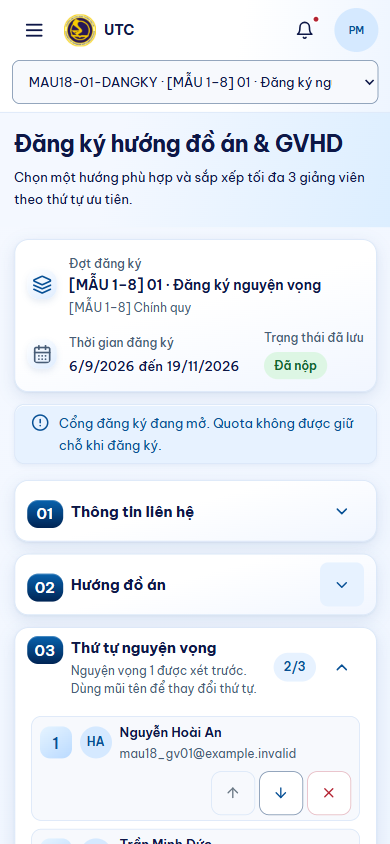 UTC
PM
MAU18-01-DANGKY · [MẪU 1–8] 01 · Đăng ký ng
Đăng ký hướng đồ án & GVHD
Chọn một hướng phù hợp và sắp xếp tối đa 3 giảng viên
theo thứ tự ưu tiên.
Đợt đăng ký
[MẪU 1–8] 01 · Đăng ký nguyện vọng
[MẪU 1–8] Chính quy
Thời gian đăng ký
6/9/2026 đến 19/11/2026
Trạng thái đã lưu
Đã nộp
Cổng đăng ký đang mở. Quota không được giữ
chỗ khi đăng ký.
01 Thông tin liên hệ
02 Hướng đồ án
03 Thứ tự nguyện vọng
Nguyện vọng 1 được xét trước.
Dùng mũi tên để thay đổi thứ tự.
2/3
1 HA Nguyễn Hoài An
mau18_gv01@example.invalid
Trần Minh Đức